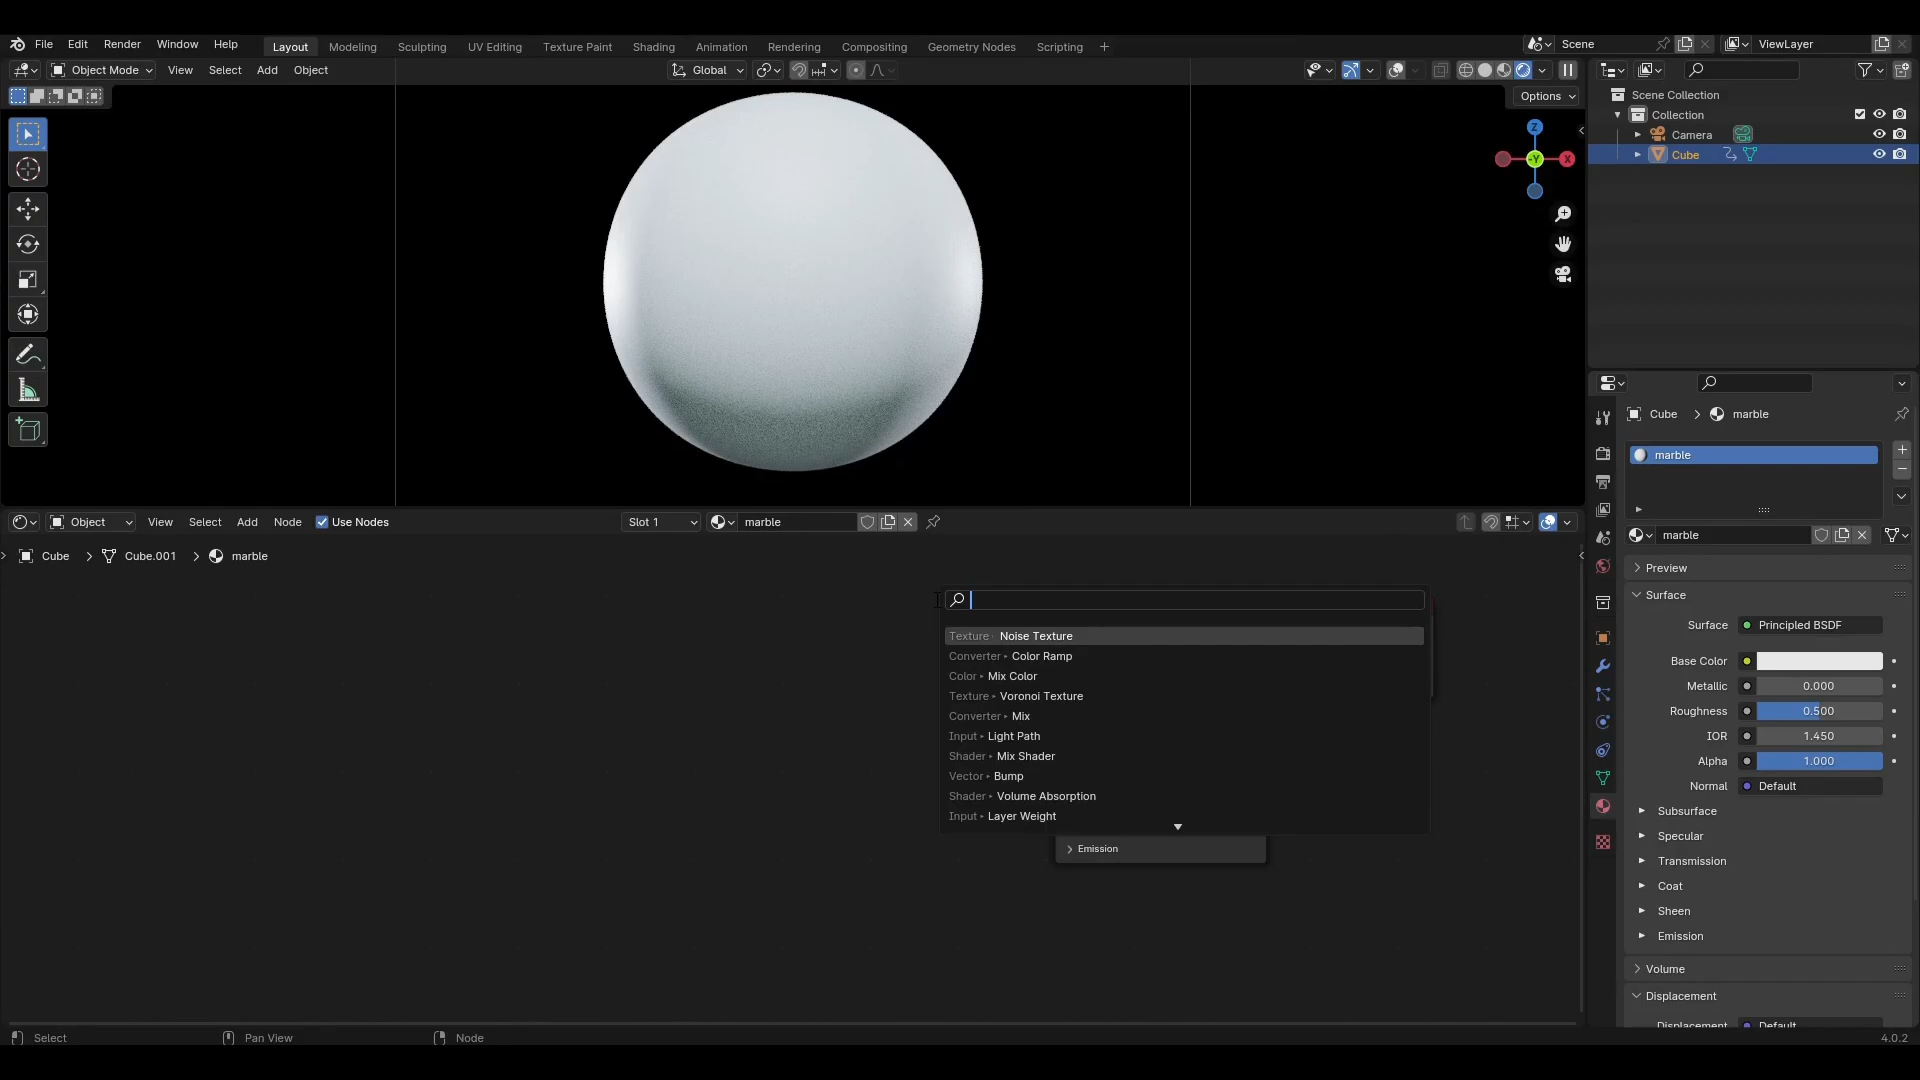 File Edit Render Window Help Layout Modeling Sculpting UV Editing Texture Paint Shading Animation Rendering Compositing Geometry Nodes Scripting + Scene ViewLayer
Object Mode View Select Add Object Global
Options
Z
-Y X
Scene Collection
Collection
Camera
Cube
Cube > marble
marble
marble
Preview
Surface
Surface Principled BSDF
Base Color
Metallic 0.000
Roughness 0.500
IOR 1.450
Alpha 1.000
Normal Default
Subsurface
Specular
Transmission
Coat
Sheen
Emission
Volume
Displacement
Displacement Default
Object View Select Add Node Use Nodes Slot 1 marble
Cube > Cube.001 > marble
Texture Noise Texture
Converter Color Ramp
Color Mix Color
Texture Voronoi Texture
Converter Mix
Input Light Path
Shader Mix Shader
Vector Bump
Shader Volume Absorption
Input Layer Weight
Emission
Select Pan View Node 4.0.2